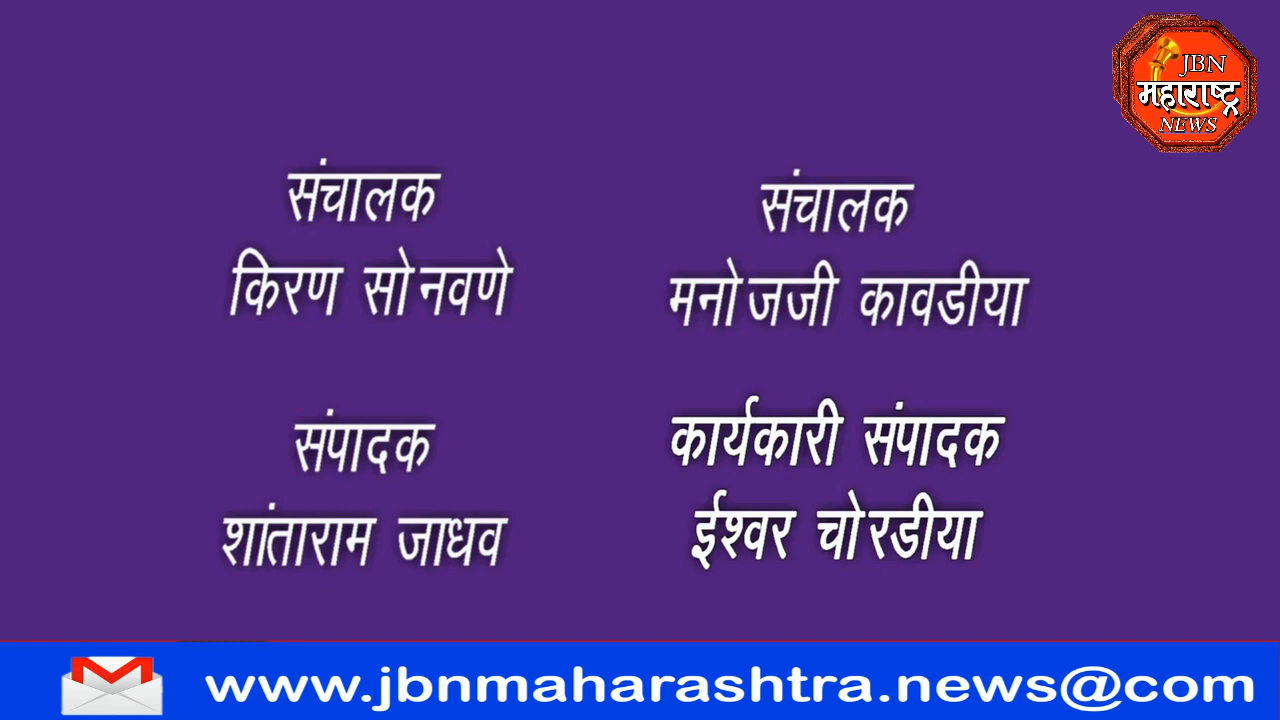 JBN
महाराष्ट्र
NEWS
संचालक
किरण सोनवणे
संचालक
मनोजजी कावडीया
संपादक
शांताराम जाधव
कार्यकारी संपादक
ईश्वर चोरडीया
www.jbnmaharashtra.news@com